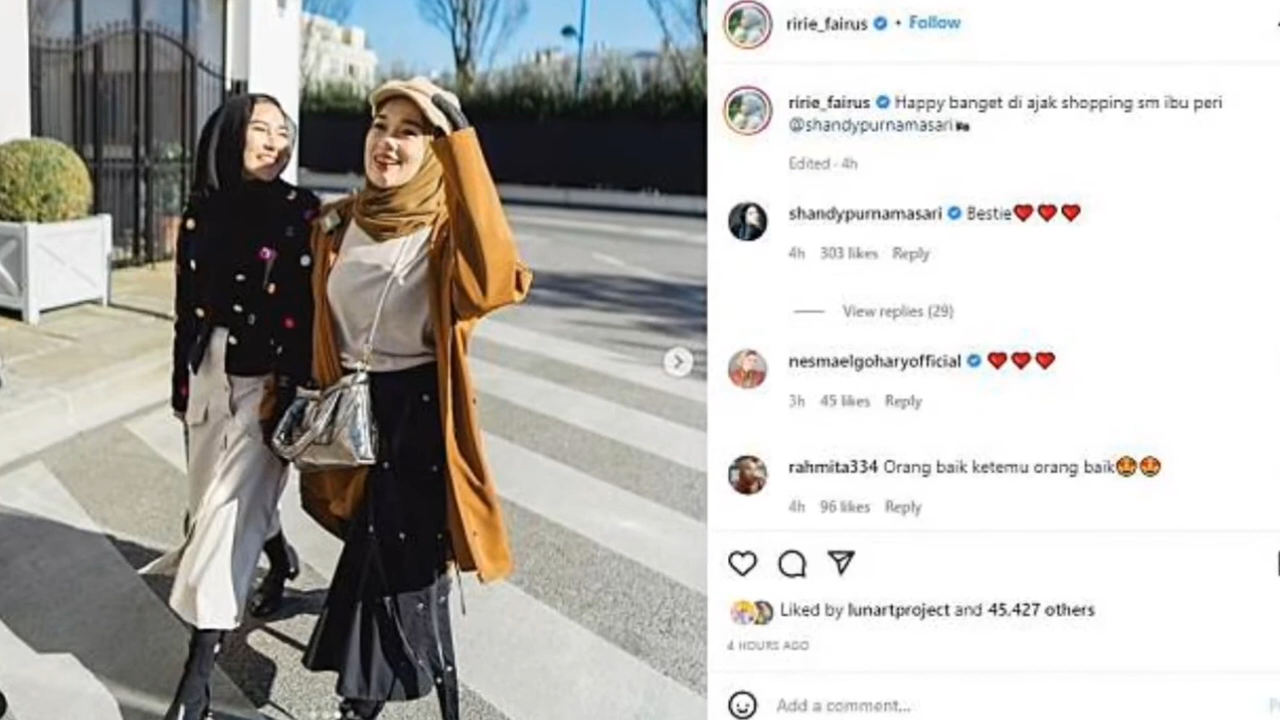 ririe_fairus • Follow
ririe_fairus Happy banget di ajak shopping sm ibu peri
@shandypurnamasari
Edited · 4h
shandypurnamasari Bestie❤❤❤
4h 303 likes Reply
View replies (29)
nesmaelgoharyofficial ❤❤❤
3h 45 likes Reply
rahmita334 Orang baik ketemu orang baik🤩🤩
4h 96 likes Reply
Liked by lunartproject and 45.427 others
4 HOURS AGO
Add a comment...